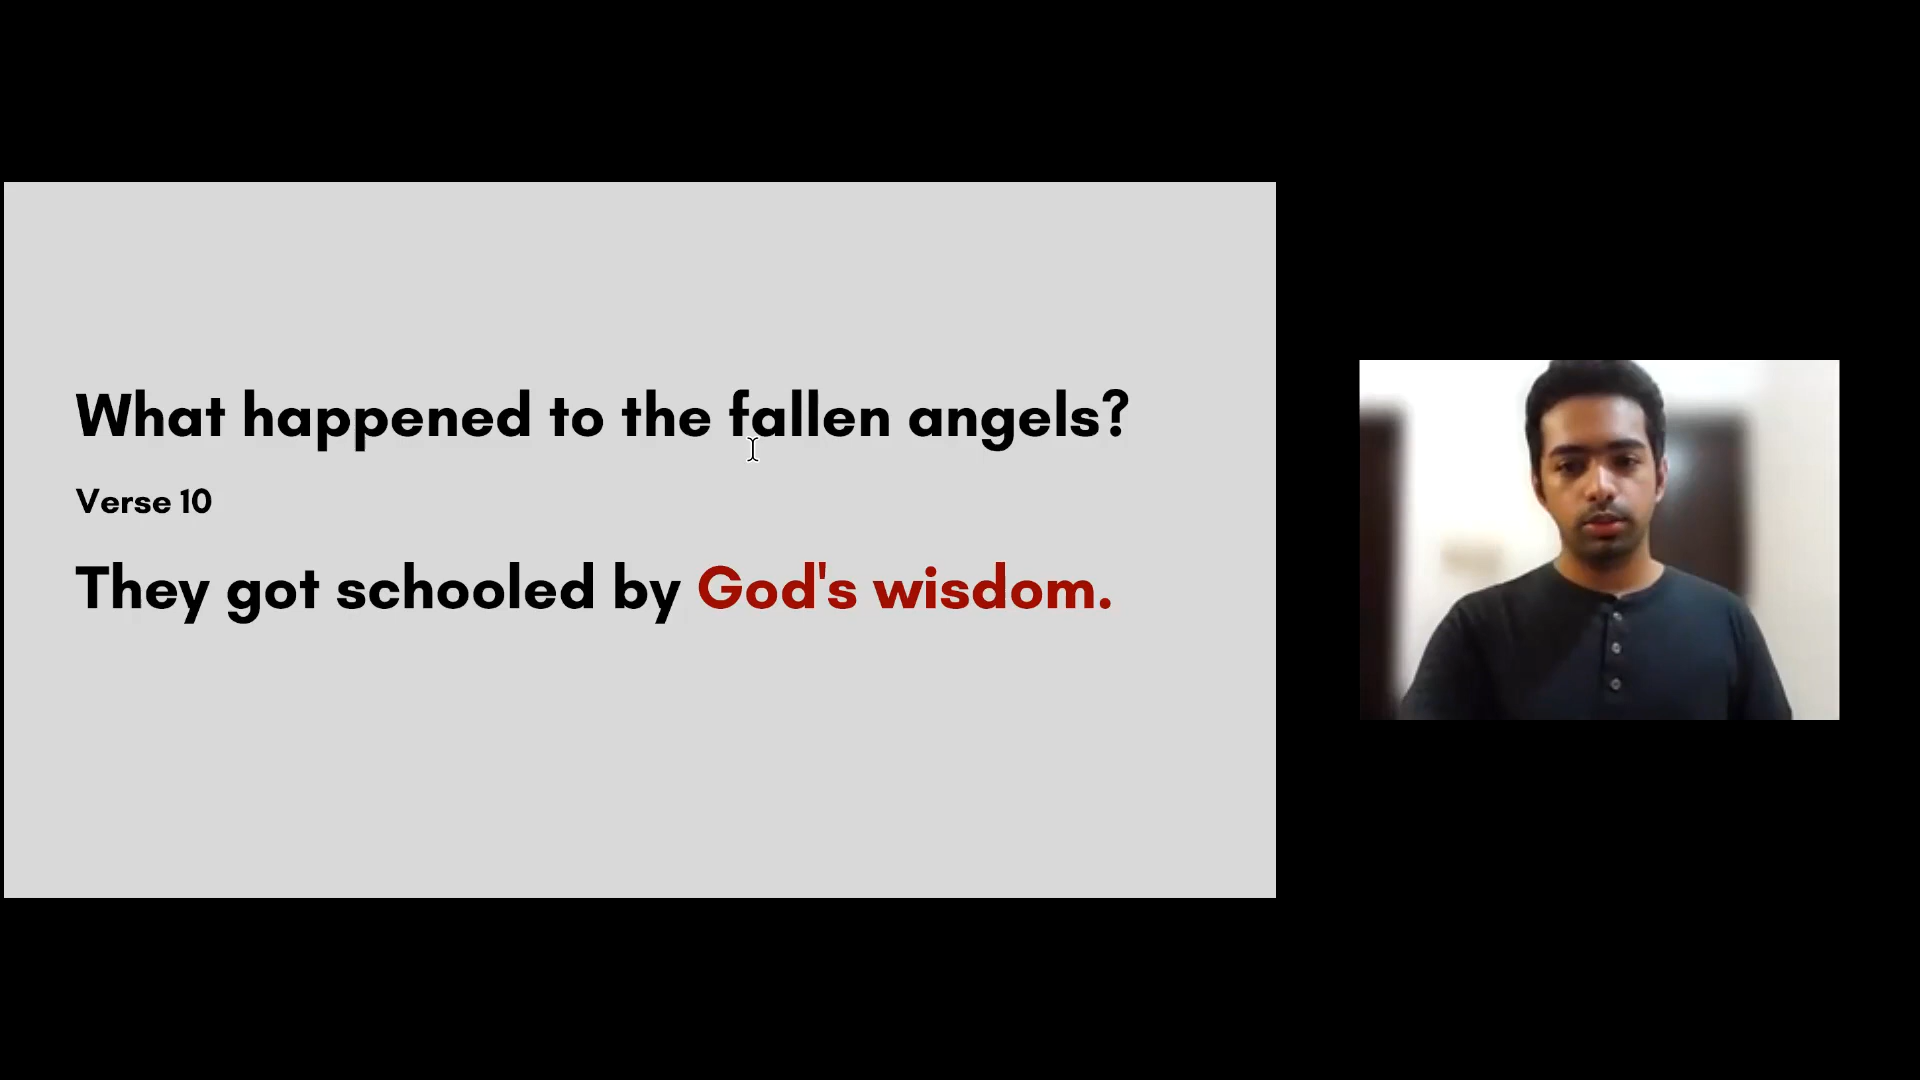 What happened to the fallen angels?
Verse 10
They got schooled by God's wisdom.